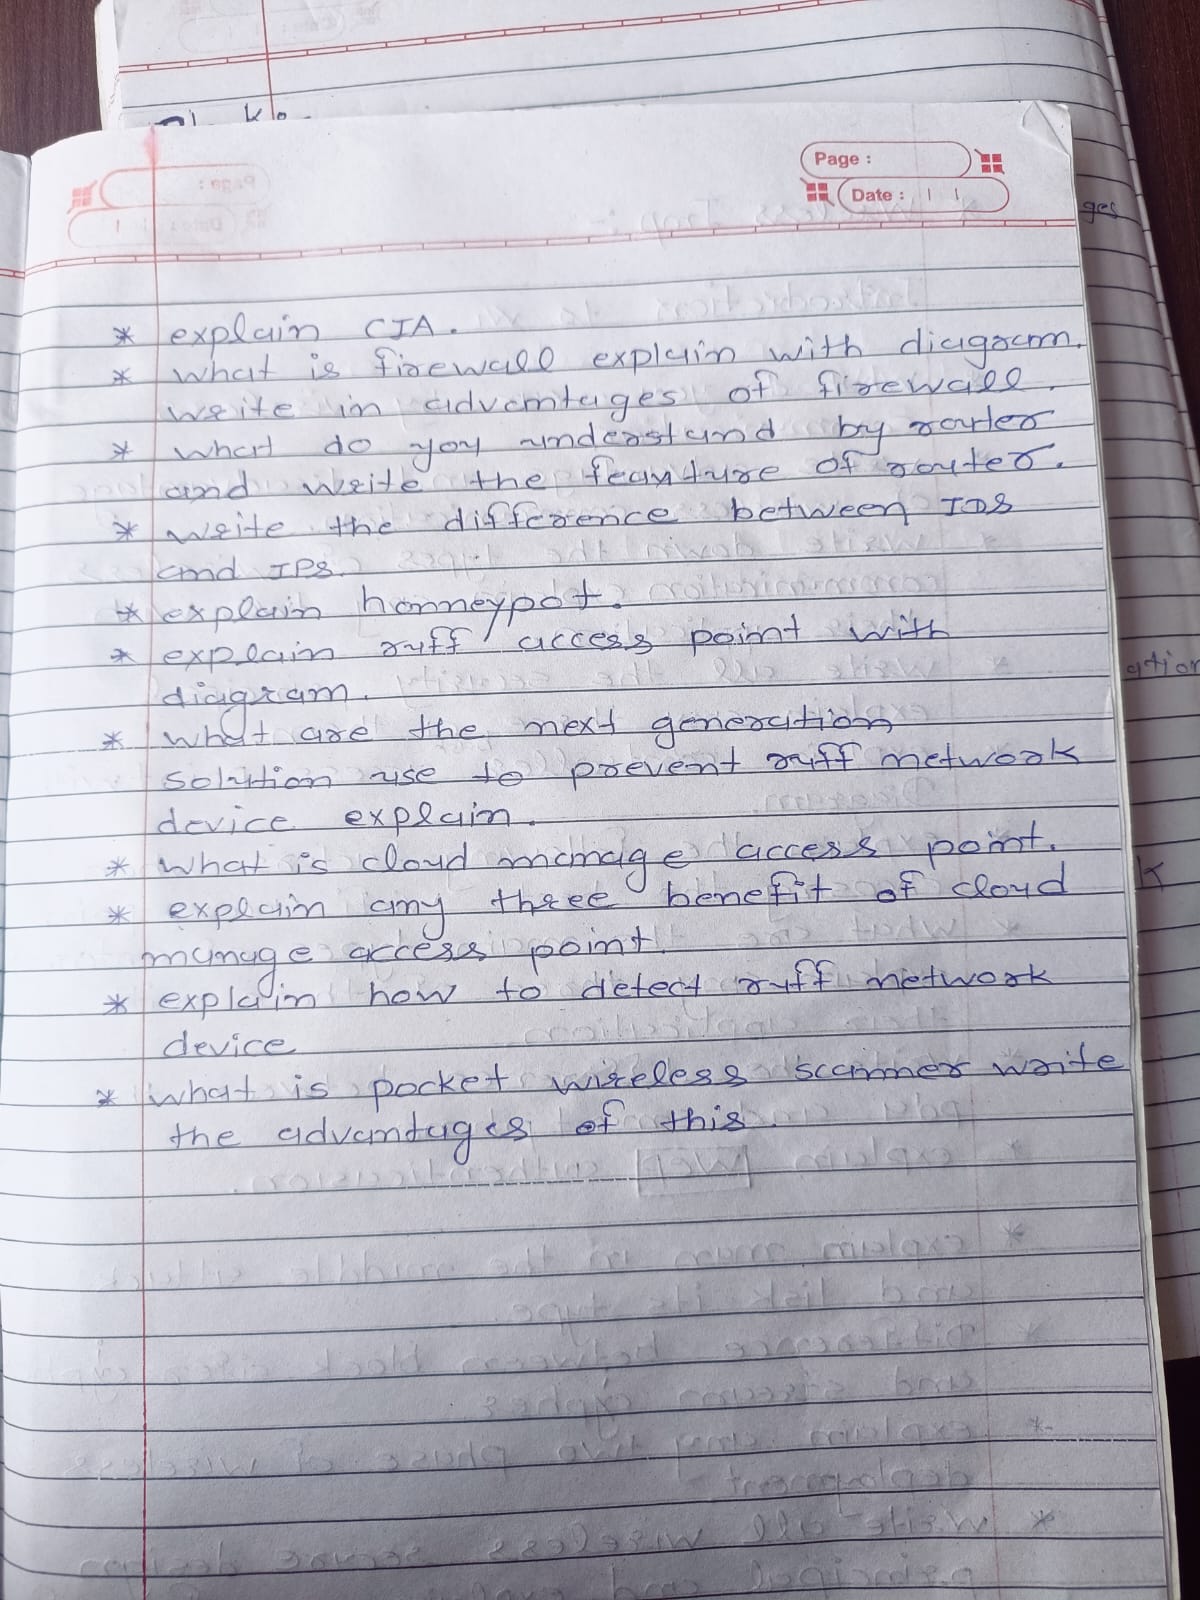 Page :
Date :
* explain CIA.
* what is firewall explain with diagram.
write in advantages of firewall.
* what do you understand by router
and write the feauture of router.
* write the difference between IDS
and IPS.
* explain honneypot.
* explain ruff access point with
diagram.
* what are the next generation
solution use to prevent ruff network
device explain.
* what is cloud manage access point.
* explain any three benefit of cloud
manage access point.
* explain how to detect ruff network
device
* what is pocket wireless scanner write
the advantages of this.
ges
ation
k